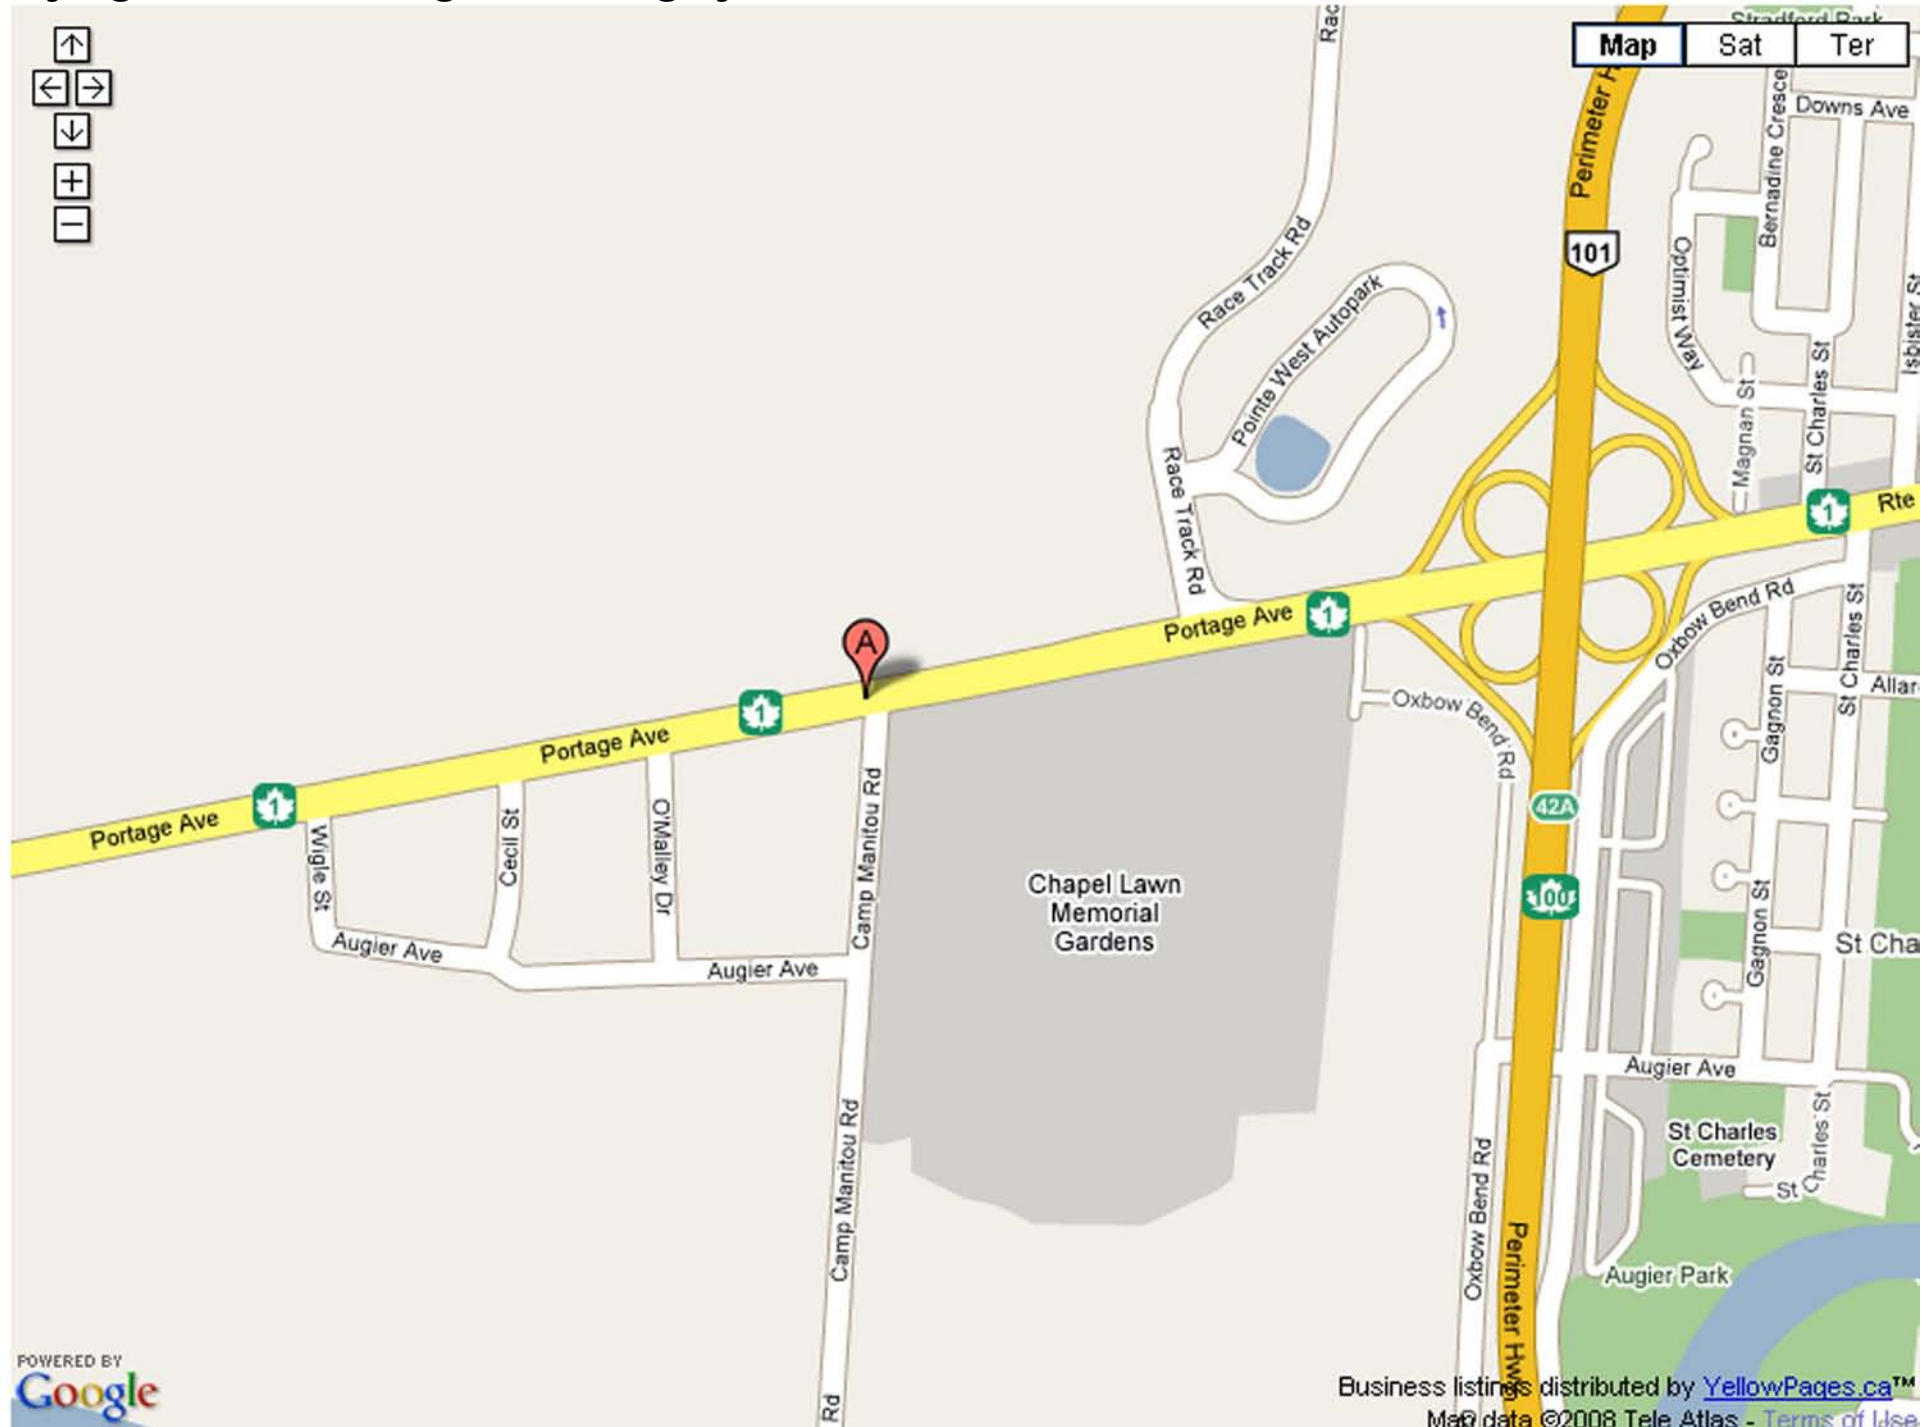 Stradford Park
Map
Sat
Ter
Perimeter H
Bernadine Cresce
Downs Ave
101
Optimist Way
Isbister St
Rac
Race Track Rd
Pointe West Autopark
Race Track Rd
Magnan St
St Charles St
1
Rte
Portage Ave
1
A
Oxbow Bend Rd
Oxbow Bend Rd
Gagnon St
St Charles St
Allar
1
Portage Ave
1
Portage Ave
Wigle St
Cecil St
O'Malley Dr
Camp Manitou Rd
Augier Ave
Augier Ave
Chapel Lawn
Memorial
Gardens
42A
100
Gagnon St
St Cha
Augier Ave
Camp Manitou Rd
Oxbow Bend Rd
St Charles
Cemetery
St Charles St
Perimeter Hwy
Augier Park
Rd
POWERED BY
Google
Business listings distributed by YellowPages.ca™
Map data ©2008 Tele Atlas - Terms of Use